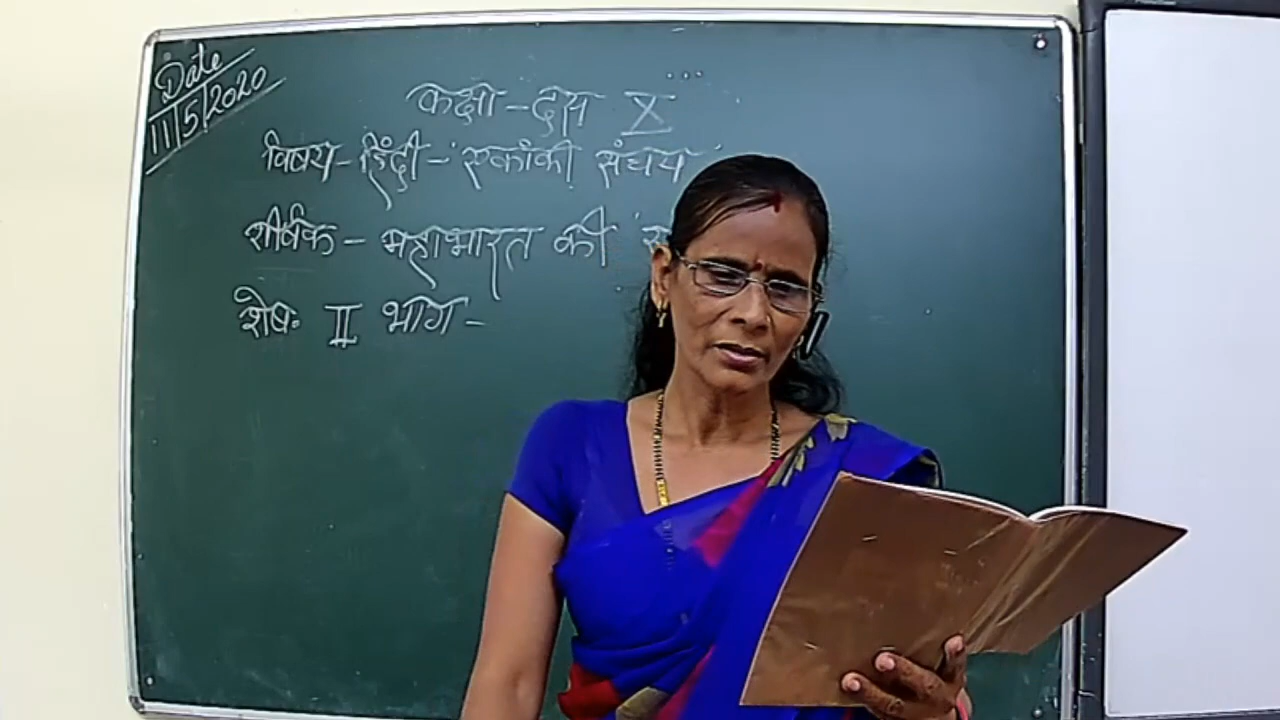 Date
11/5/2020
कक्षा - दस X
विषय - हिंदी - 'एकांकी संचय'
शीर्षक - महाभारत की
शेष: II भाग -